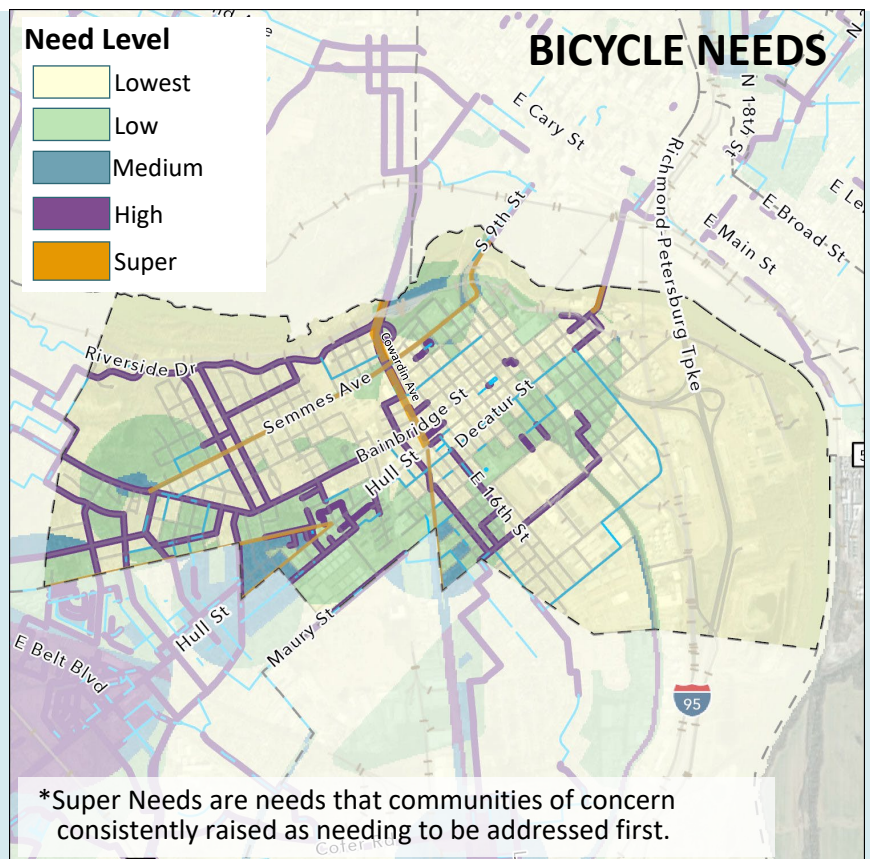 BICYCLE NEEDS
Need Level
Lowest
Low
Medium
High
Super
E Cary St
N 18th St
Richmond-Petersburg Tpke
E Broad St
E Main St
S 9th St
Riverside Dr
Cowardin Ave
Semmes Ave
Bainbridge St
Decatur St
Hull St
E 16th St
Hull St
Maury St
E Belt Blvd
95
*Super Needs are needs that communities of concern
consistently raised as needing to be addressed first.